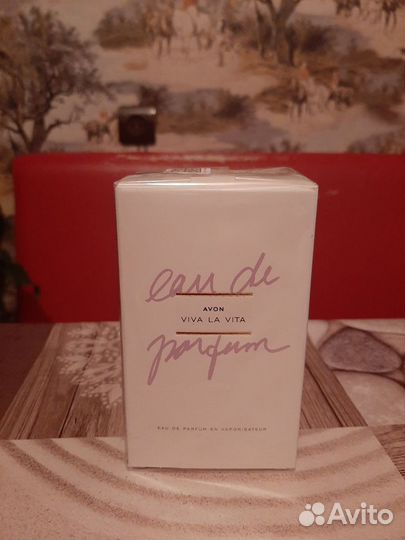 eau de
AVON
VIVA LA VITA
parfum
EAU DE PARFUM EN VAPORISATEUR
Avito